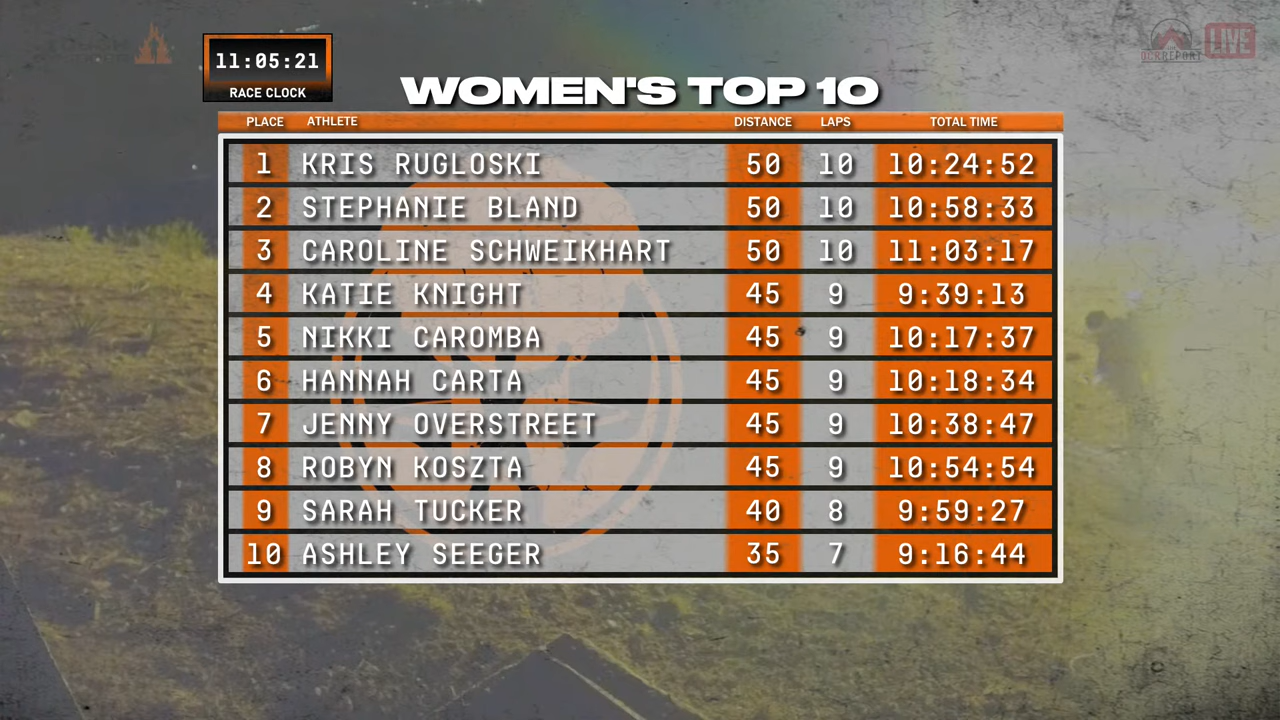 11:05:21
RACE CLOCK
OCRREPORT LIVE
WOMEN'S TOP 10
PLACE ATHLETE DISTANCE LAPS TOTAL TIME
1 KRIS RUGLOSKI 50 10 10:24:52
2 STEPHANIE BLAND 50 10 10:58:33
3 CAROLINE SCHWEIKHART 50 10 11:03:17
4 KATIE KNIGHT 45 9 9:39:13
5 NIKKI CAROMBA 45 9 10:17:37
6 HANNAH CARTA 45 9 10:18:34
7 JENNY OVERSTREET 45 9 10:38:47
8 ROBYN KOSZTA 45 9 10:54:54
9 SARAH TUCKER 40 8 9:59:27
10 ASHLEY SEEGER 35 7 9:16:44